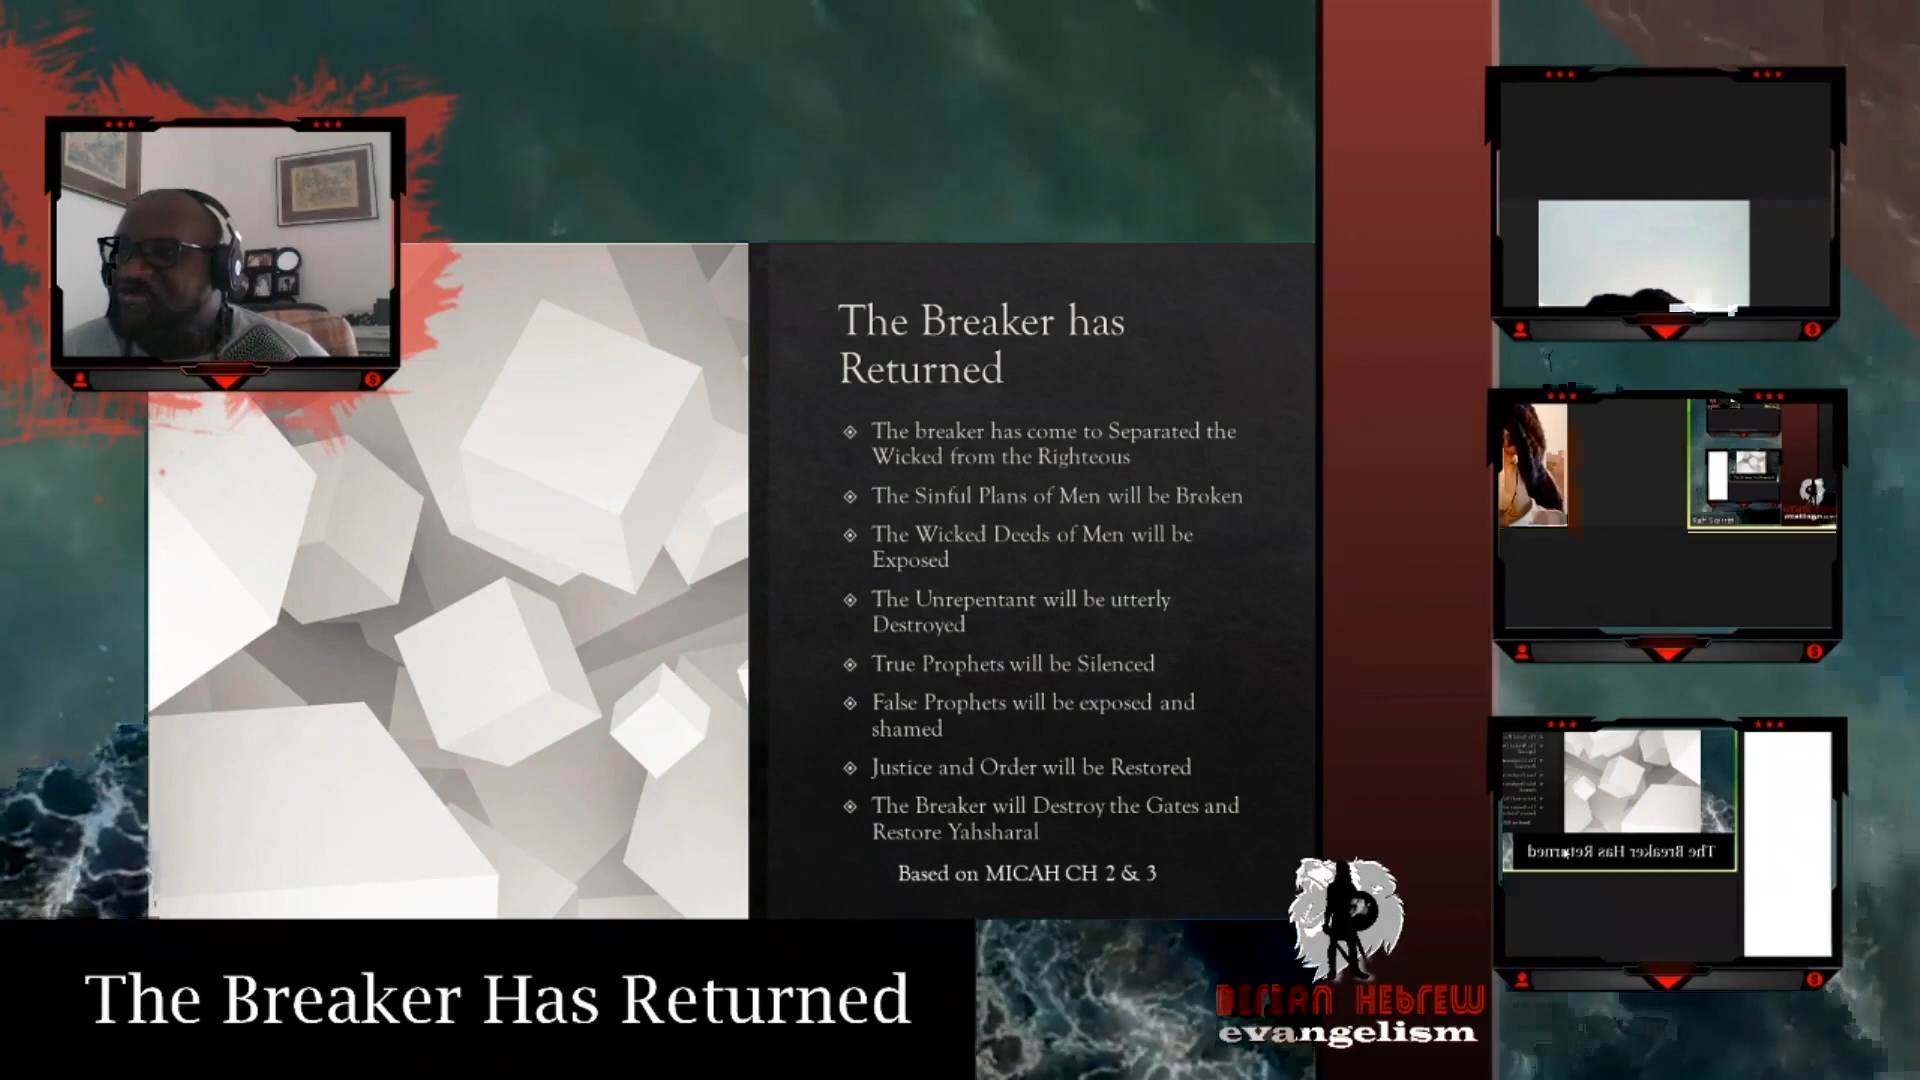 The Breaker has
Returned
The breaker has come to Separated the
Wicked from the Righteous
The Sinful Plans of Men will be Broken
The Wicked Deeds of Men will be
Exposed
The Unrepentant will be utterly
Destroyed
True Prophets will be Silenced
False Prophets will be exposed and
shamed
Justice and Order will be Restored
The Breaker will Destroy the Gates and
Restore Yahsharal
Based on MICAH CH 2 & 3
The Breaker Has Returned
HEBREW
evangelism
The Breaker Has Returned